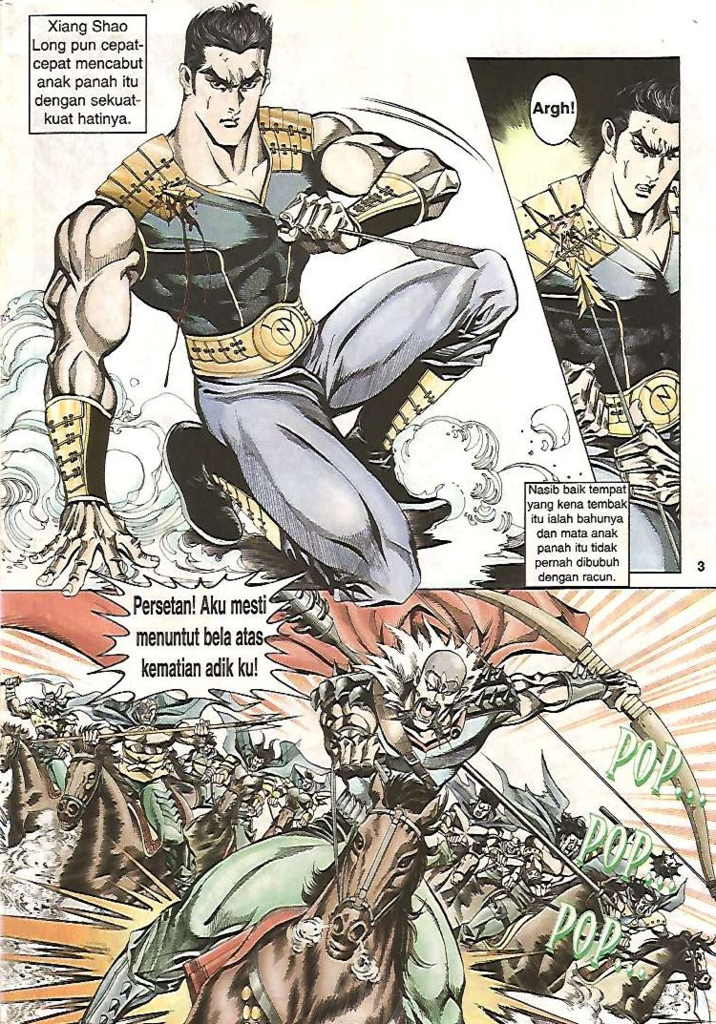 Xiang Shao
Long pun cepat-
cepat mencabut
anak panah itu
dengan sekuat-
kuat hatinya.
Argh!
Nasib baik tempat
yang kena tembak
itu ialah bahunya
dan mata anak
panah itu tidak
pernah dibubuh
dengan racun.
3
Persetan! Aku mesti
menuntut bela atas
kematian adik ku!
POP...
POP...
POP...